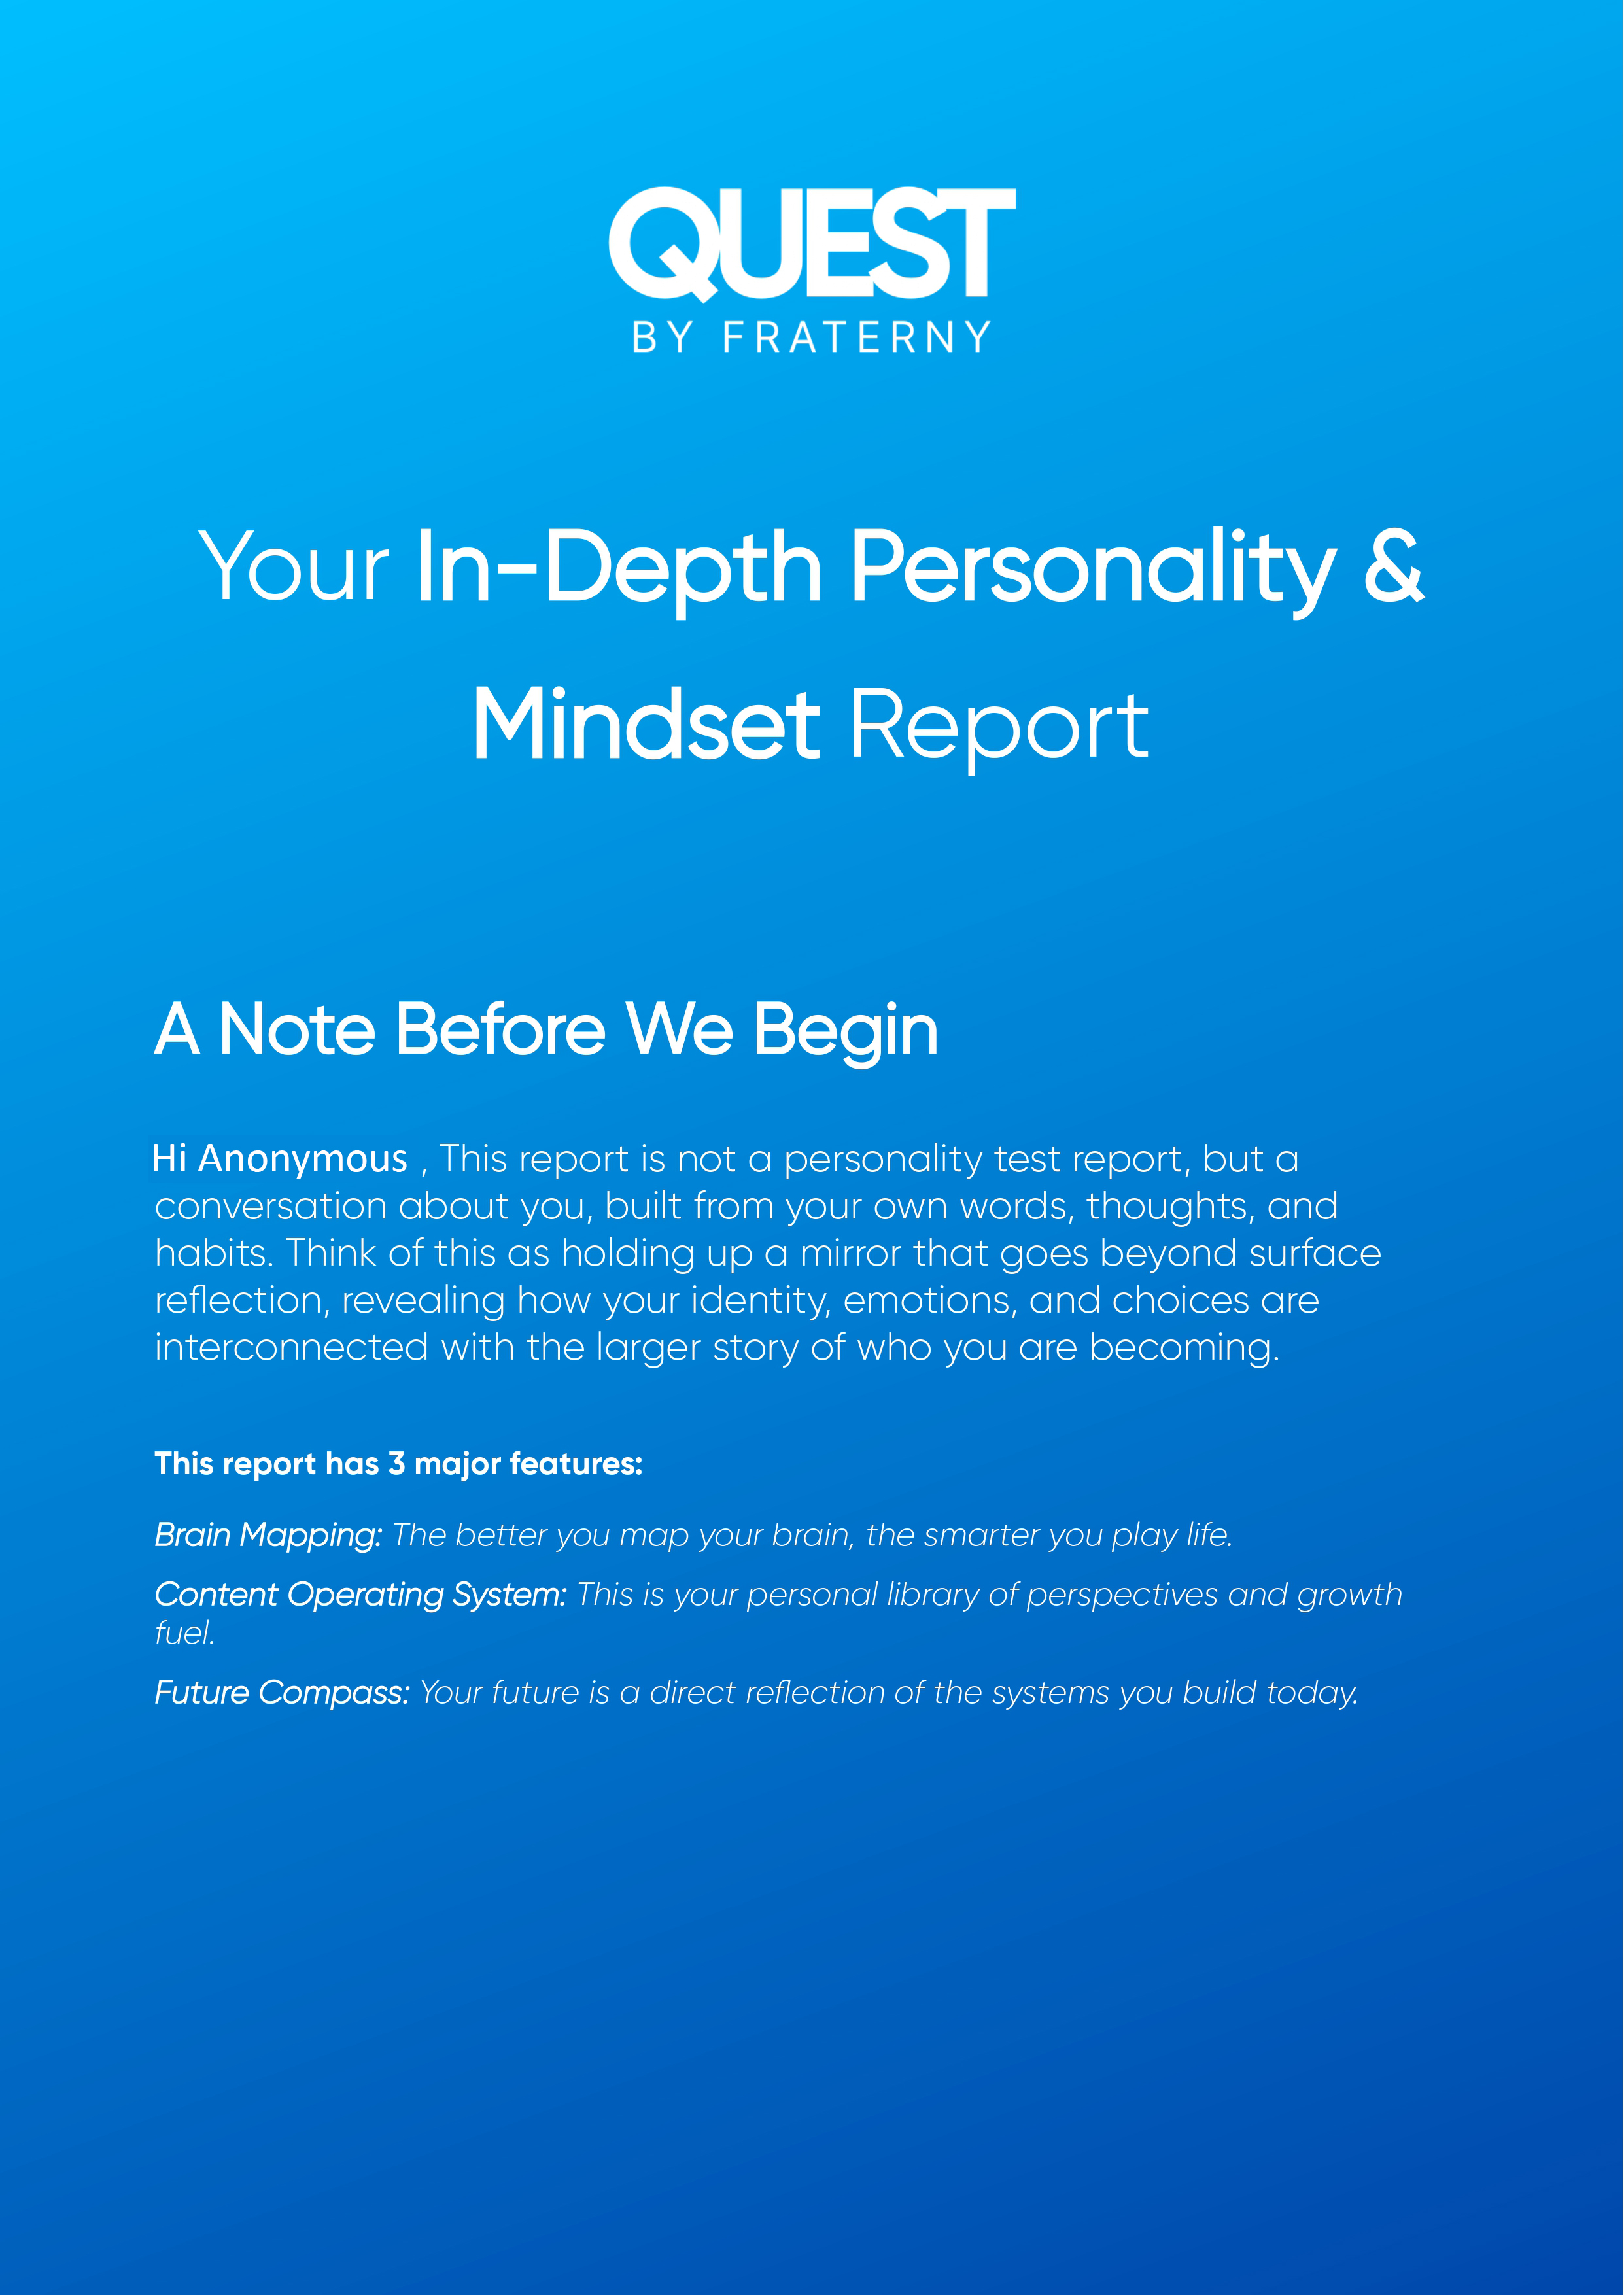 QUEST
BY FRATERNY
Your In-Depth Personality &
Mindset Report
A Note Before We Begin
Hi Anonymous , This report is not a personality test report, but a
conversation about you, built from your own words, thoughts, and
habits. Think of this as holding up a mirror that goes beyond surface
reflection, revealing how your identity, emotions, and choices are
interconnected with the larger story of who you are becoming.
This report has 3 major features:
Brain Mapping: The better you map your brain, the smarter you play life.
Content Operating System: This is your personal library of perspectives and growth
fuel.
Future Compass: Your future is a direct reflection of the systems you build today.